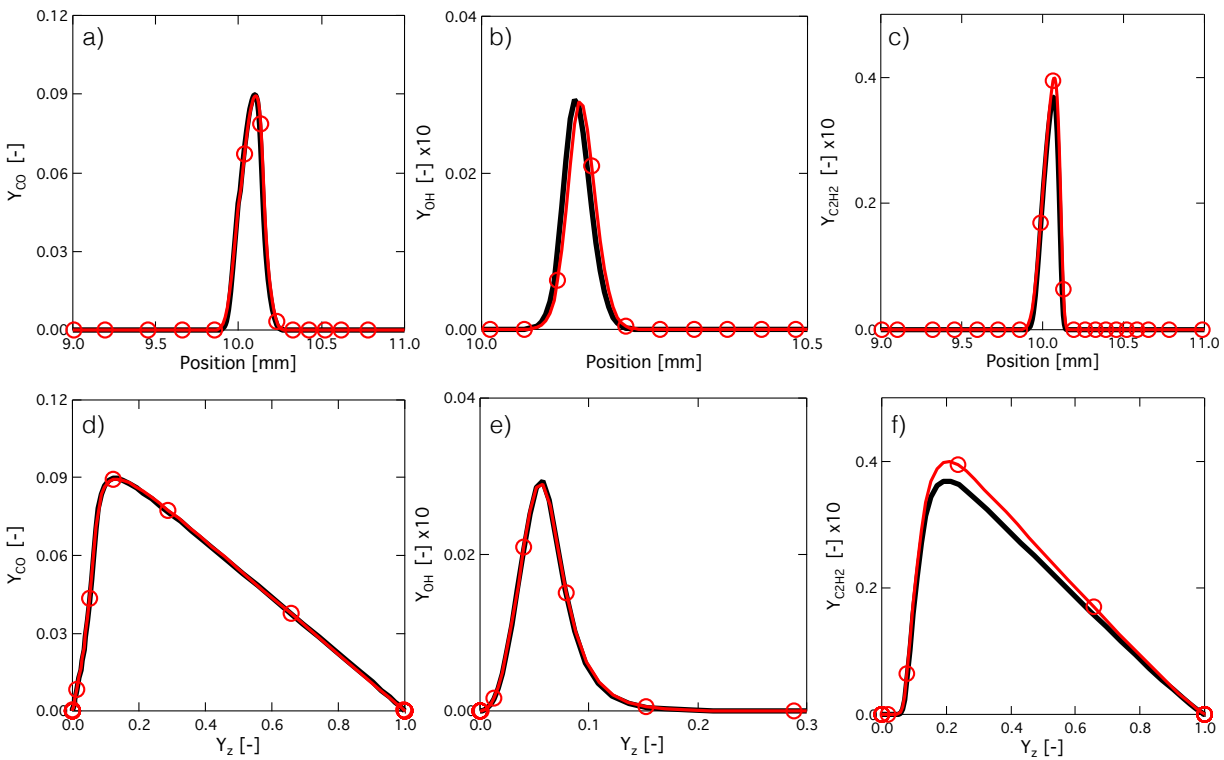 a)
0.12
0.09
0.06
0.03
0.00
Y_CO [-]
9.0 9.5 10.0 10.5 11.0
Position [mm]
b)
0.04
0.02
0.00
Y_OH [-] x10
10.0 10.5
Position [mm]
c)
0.4
0.2
0.0
Y_C2H2 [-] x10
9.0 9.5 10.0 10.5 11.0
Position [mm]
d)
0.12
0.09
0.06
0.03
0.00
Y_CO [-]
0.0 0.2 0.4 0.6 0.8 1.0
Y_z [-]
e)
0.04
0.02
0.00
Y_OH [-] x10
0.0 0.1 0.2 0.3
Y_z [-]
f)
0.4
0.2
0.0
Y_C2H2 [-] x10
0.0 0.2 0.4 0.6 0.8 1.0
Y_z [-]